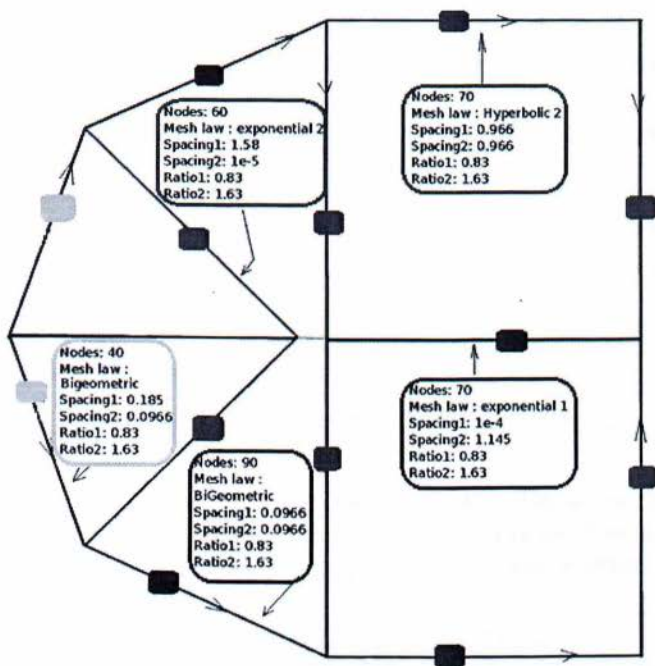 Nodes: 60
Mesh law : exponential 2
Spacing1: 1.58
Spacing2: 1e-5
Ratio1: 0.83
Ratio2: 1.63
Nodes: 70
Mesh law : Hyperbolic 2
Spacing1: 0.966
Spacing2: 0.966
Ratio1: 0.83
Ratio2: 1.63
Nodes: 40
Mesh law :
Bigeometric
Spacing1: 0.185
Spacing2: 0.0966
Ratio1: 0.83
Ratio2: 1.63
Nodes: 90
Mesh law :
BiGeometric
Spacing1: 0.0966
Spacing2: 0.0966
Ratio1: 0.83
Ratio2: 1.63
Nodes: 70
Mesh law : exponential 1
Spacing1: 1e-4
Spacing2: 1.145
Ratio1: 0.83
Ratio2: 1.63